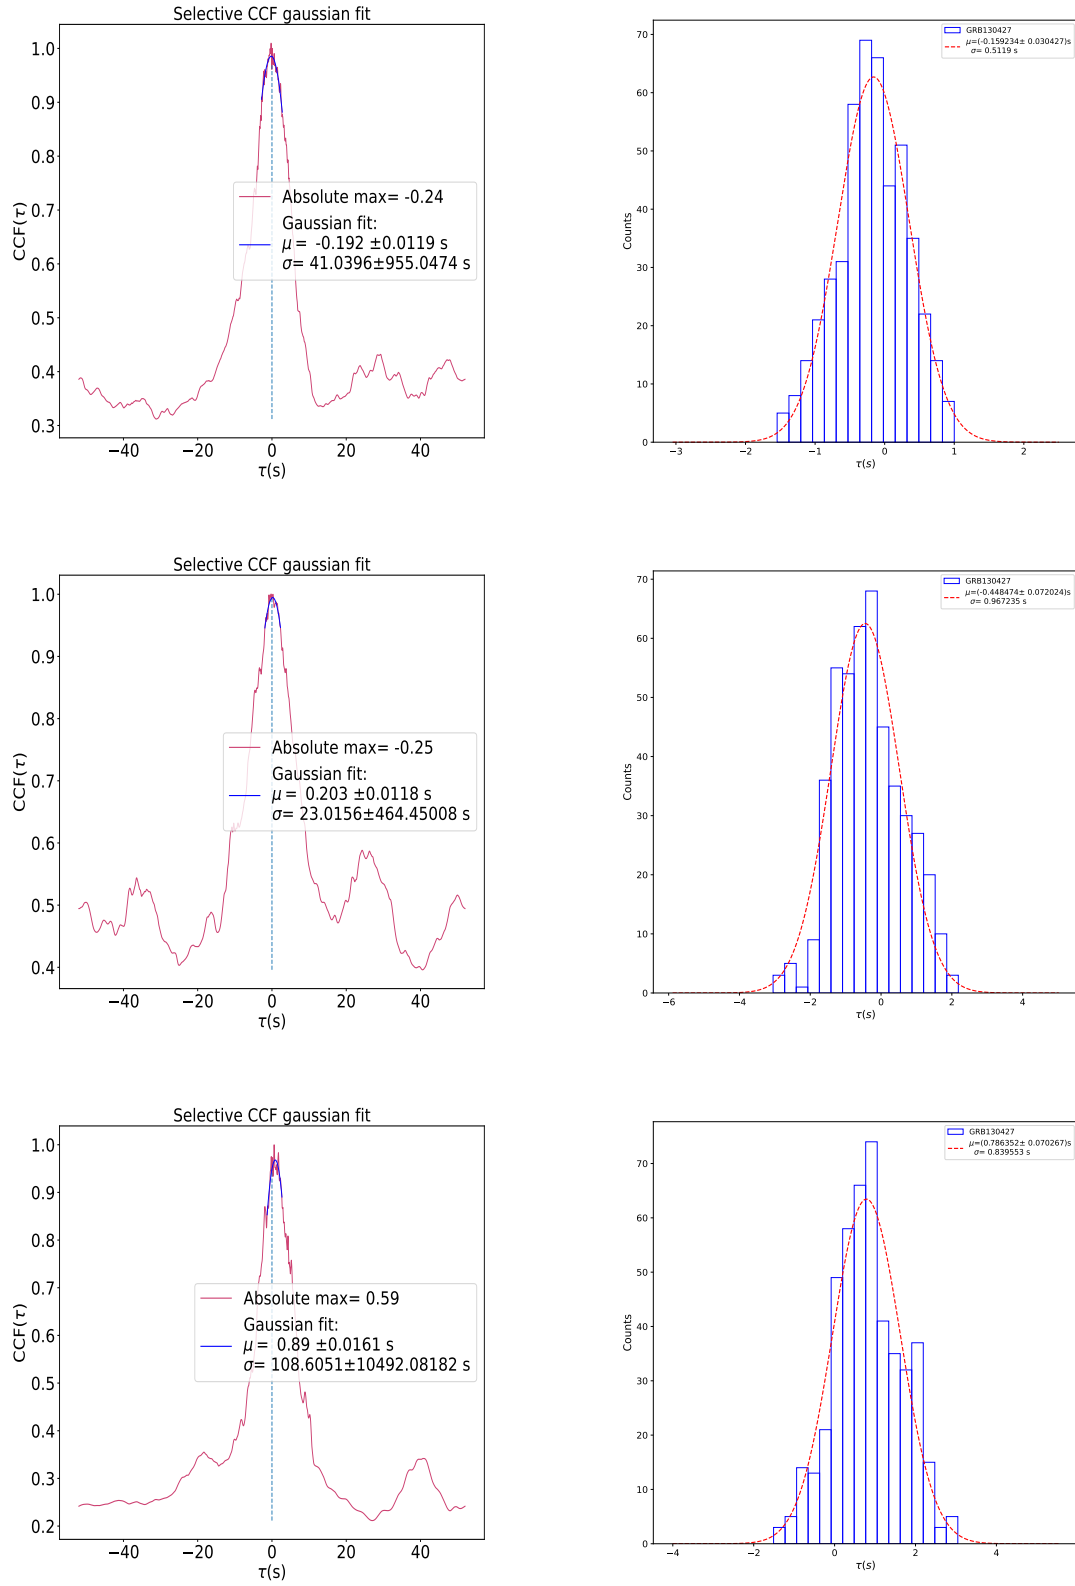 Selective CCF gaussian fit
CCF(τ)
1.0
0.9
0.8
0.7
0.6
0.5
0.4
0.3
Absolute max= -0.24
Gaussian fit:
μ = -0.192 ±0.0119 s
σ= 41.0396±955.0474 s
−40 −20 0 20 40
τ(s)
Counts
70
60
50
40
30
20
10
0
GRB130427
μ=(-0.159234± 0.030427)s
σ= 0.5119 s
−3 −2 −1 0 1 2
τ(s)
Selective CCF gaussian fit
CCF(τ)
1.0
0.9
0.8
0.7
0.6
0.5
0.4
Absolute max= -0.25
Gaussian fit:
μ = 0.203 ±0.0118 s
σ= 23.0156±464.45008 s
−40 −20 0 20 40
τ(s)
Counts
70
60
50
40
30
20
10
0
GRB130427
μ=(-0.448474± 0.072024)s
σ= 0.967235 s
−6 −4 −2 0 2 4
τ(s)
Selective CCF gaussian fit
CCF(τ)
1.0
0.9
0.8
0.7
0.6
0.5
0.4
0.3
0.2
Absolute max= 0.59
Gaussian fit:
μ = 0.89 ±0.0161 s
σ= 108.6051±10492.08182 s
−40 −20 0 20 40
τ(s)
Counts
70
60
50
40
30
20
10
0
GRB130427
μ=(0.786352± 0.070267)s
σ= 0.839553 s
−4 −2 0 2 4
τ(s)